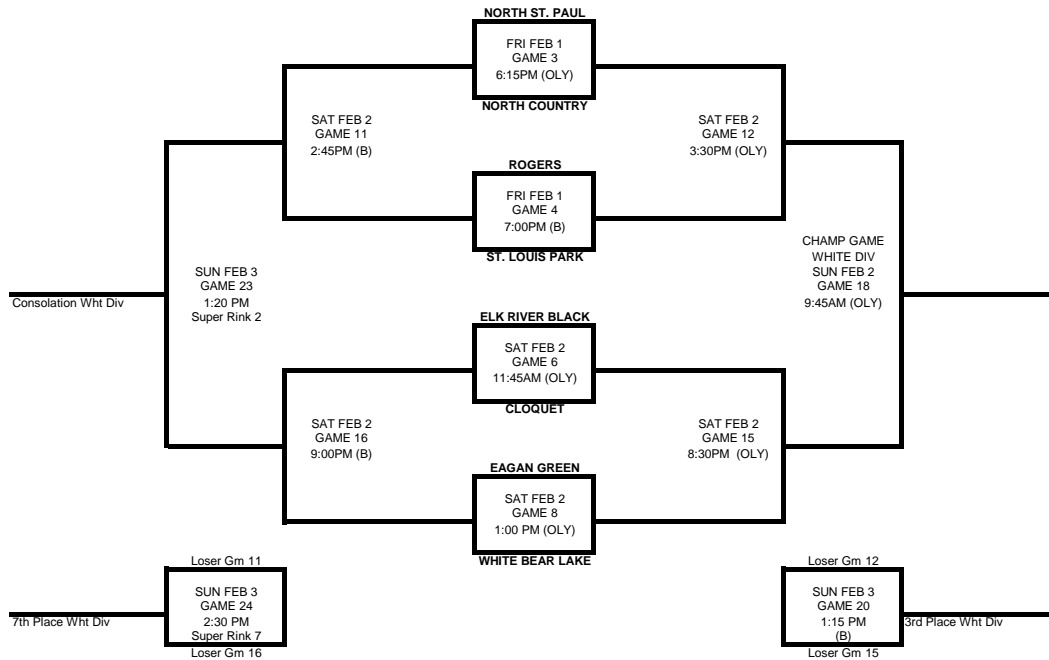 NORTH ST. PAUL
FRI FEB 1
GAME 3
6:15PM (OLY)
NORTH COUNTRY
SAT FEB 2
GAME 11
2:45PM (B)
SAT FEB 2
GAME 12
3:30PM (OLY)
ROGERS
FRI FEB 1
GAME 4
7:00PM (B)
ST. LOUIS PARK
CHAMP GAME
WHITE DIV
SUN FEB 2
GAME 18
9:45AM (OLY)
SUN FEB 3
GAME 23
1:20 PM
Super Rink 2
Consolation Wht Div
ELK RIVER BLACK
SAT FEB 2
GAME 6
11:45AM (OLY)
CLOQUET
SAT FEB 2
GAME 16
9:00PM (B)
SAT FEB 2
GAME 15
8:30PM (OLY)
EAGAN GREEN
SAT FEB 2
GAME 8
1:00 PM (OLY)
WHITE BEAR LAKE
Loser Gm 11
SUN FEB 3
GAME 24
2:30 PM
Super Rink 7
Loser Gm 16
7th Place Wht Div
Loser Gm 12
SUN FEB 3
GAME 20
1:15 PM
(B)
Loser Gm 15
3rd Place Wht Div